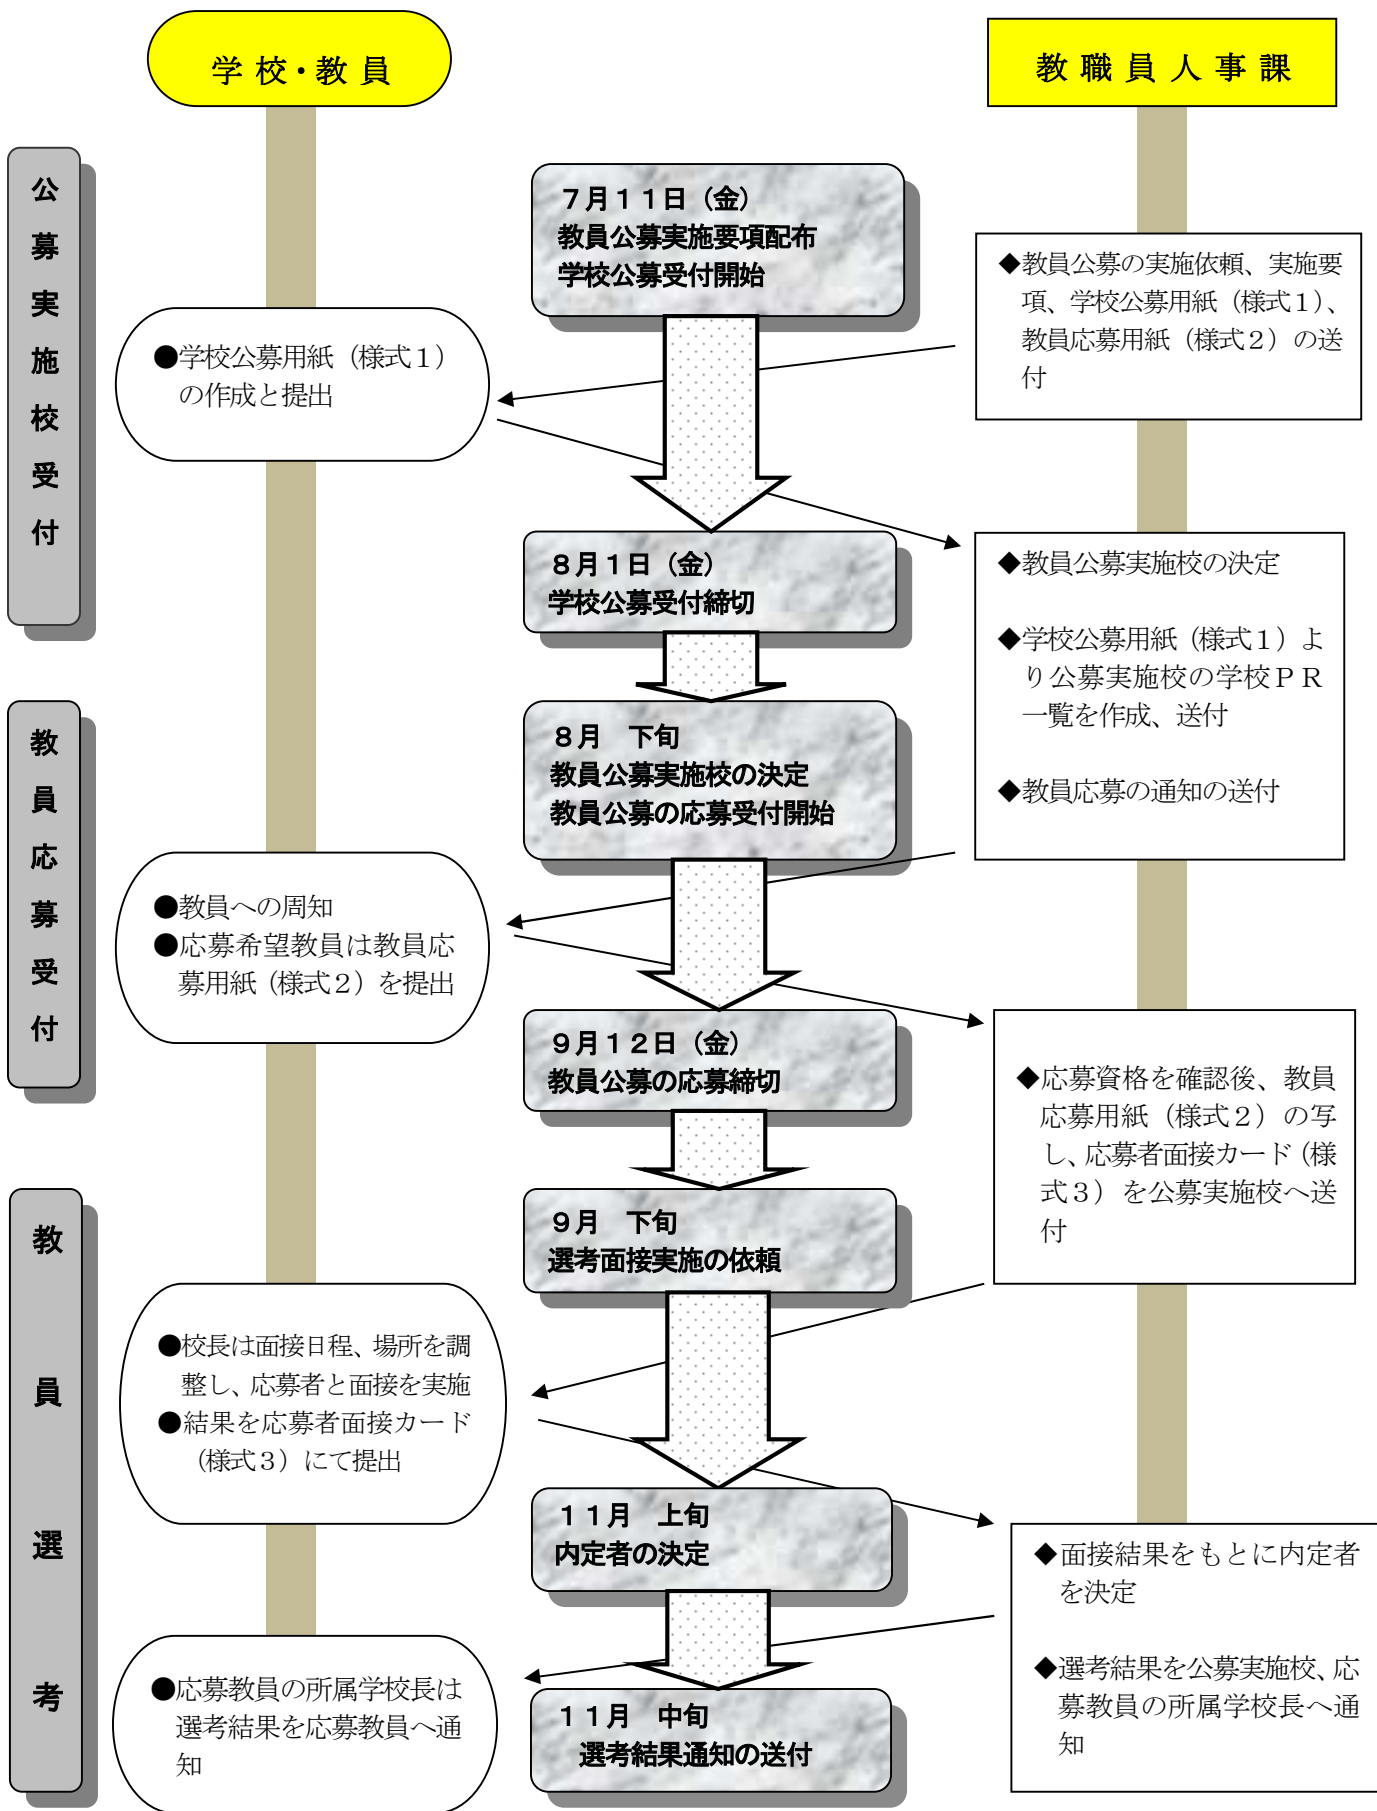 学校・教員
教職員人事課
公募実施校受付
７月１１日（金）
教員公募実施要項配布
学校公募受付開始
◆教員公募の実施依頼、実施要
項、学校公募用紙（様式１）、
教員応募用紙（様式２）の送
付
●学校公募用紙（様式１）
の作成と提出
８月１日（金）
学校公募受付締切
◆教員公募実施校の決定
◆学校公募用紙（様式１）よ
り公募実施校の学校ＰＲ
一覧を作成、送付
◆教員応募の通知の送付
教員応募受付
８月　下旬
教員公募実施校の決定
教員公募の応募受付開始
●教員への周知
●応募希望教員は教員応
募用紙（様式２）を提出
９月１２日（金）
教員公募の応募締切
◆応募資格を確認後、教員
応募用紙（様式２）の写
し、応募者面接カード（様
式３）を公募実施校へ送
付
教員選考
９月　下旬
選考面接実施の依頼
●校長は面接日程、場所を調
整し、応募者と面接を実施
●結果を応募者面接カード
（様式３）にて提出
１１月　上旬
内定者の決定
◆面接結果をもとに内定者
を決定
◆選考結果を公募実施校、応
募教員の所属学校長へ通
知
●応募教員の所属学校長は
選考結果を応募教員へ通
知
１１月　中旬
選考結果通知の送付